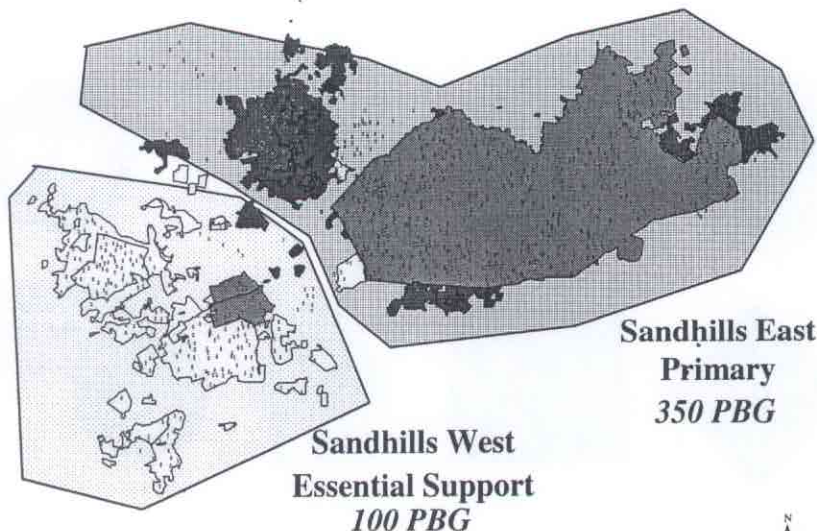 Sandhills East
Primary
350 PBG
Sandhills West
Essential Support
100 PBG
N